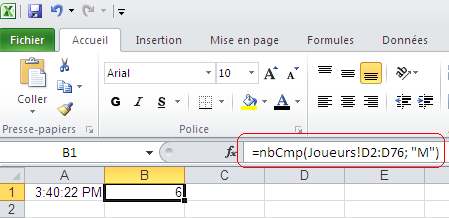 Fichier Accueil Insertion Mise en page Formules Données
Coller
Arial 10
G I S
Presse-papiers Police
B1 fx =nbCmp(Joueurs!D2:D76; "M")
A B C D E F
1 3:40:22 PM 6
2